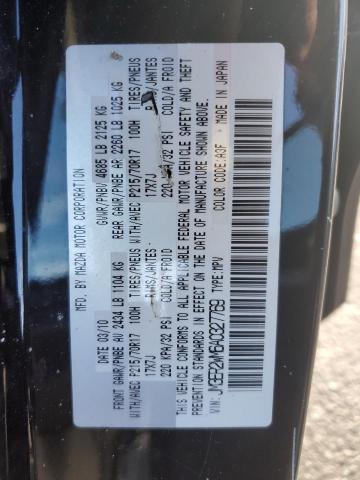 MFD. BY MAZDA MOTOR CORPORATION
03/10 GVWR/PNBV 4685 LB 2125 KG
FRONT GAWR/PNBE AV 2434 LB 1104 KG REAR GAWR/PNBE AR 2260 LB 1025 KG
WITH/AVEC P215/70R17 100H TIRES/PNEUS WITH/AVEC P215/70R17 100H TIRES/PNEUS
17X7J RIMS/JANTES 17X7J RIMS/JANTES
220 KPA/32 PSI COLD/A FROID 220 KPA/32 PSI COLD/A FROID
THIS VEHICLE CONFORMS TO ALL APPLICABLE FEDERAL MOTOR VEHICLE SAFETY AND
THEFT PREVENTION STANDARDS IN EFFECT ON THE DATE OF MANUFACTURE SHOWN ABOVE.
VIN: JM3ER2WM6A0327769 TYPE: MPV COLOR CODE: A3F MADE IN JAPAN